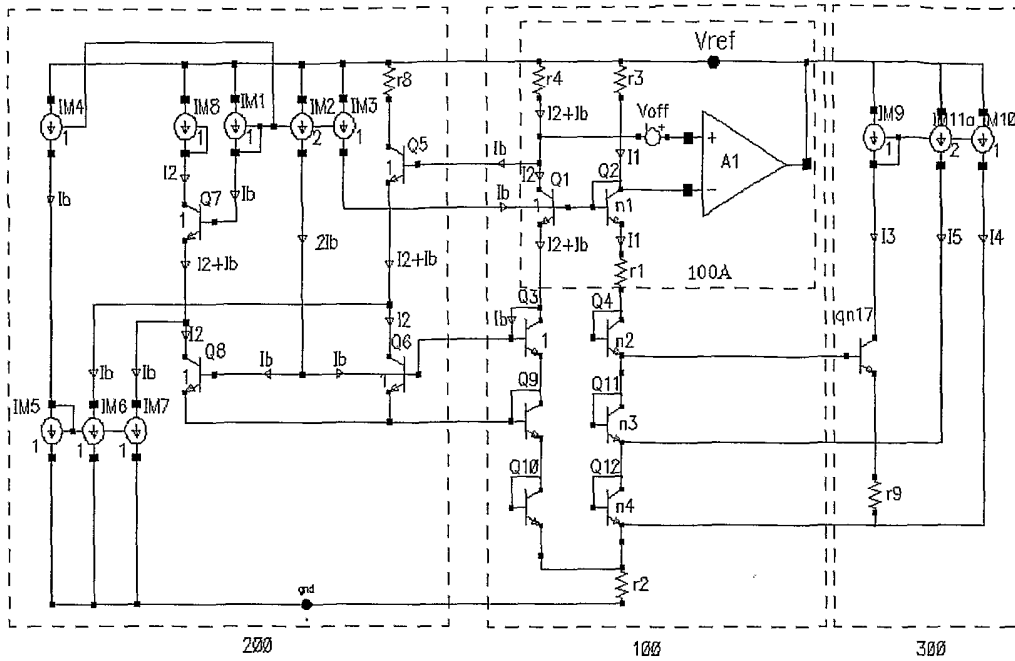 Vref
IM4
1
IM8
1
IM1
1
IM2
2
IM3
1
r8
r4
r3
IM9
1
IM11a
2
IM10
1
I2+Ib
Voff
+
+
A1
−
Q5
1
Ib
I2
I1
Q1
1
Q2
n1
Ib
I2
Q7
1
Ib
Ib
2Ib
I2+Ib
I2+Ib
I2+Ib
I1
r1
100A
I3
I5
I4
Q3
Ib
1
Q4
n2
qn17
I2
Q8
1
Ib
Ib
I2
Q6
1
Ib
Ib
IM5
1
IM6
1
IM7
1
Q9
Q11
n3
Q10
Q12
n4
r9
r2
gnd
200
100
300